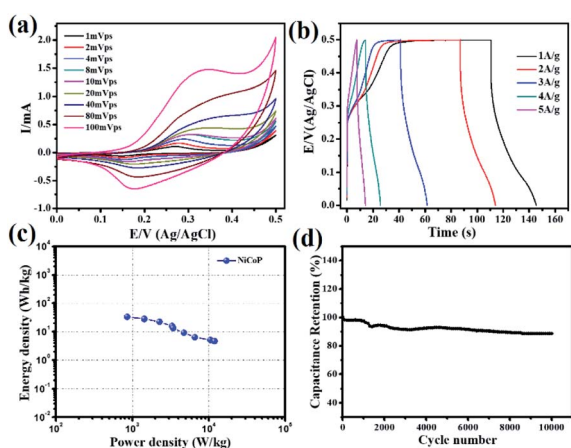 (a)
1mVps
2mVps
4mVps
8mVps
10mVps
20mVps
40mVps
80mVps
100mVps
2.0
1.5
1.0
0.5
0.0
-0.5
-1.0
I/mA
0.0 0.1 0.2 0.3 0.4 0.5
E/V (Ag/AgCl)
(b)
1A/g
2A/g
3A/g
4A/g
5A/g
0.5
0.4
0.3
0.2
0.1
0.0
E/V(Ag/AgCl)
0 20 40 60 80 100 120 140 160
Time (s)
(c)
NiCoP
10⁴
10³
10²
10¹
10⁰
10⁻¹
10⁻²
Energy density (Wh/kg)
10² 10³ 10⁴ 10⁵
Power density (W/kg)
(d)
140
120
100
80
60
40
20
0
Capacitance Retention (%)
0 2000 4000 6000 8000 10000
Cycle number